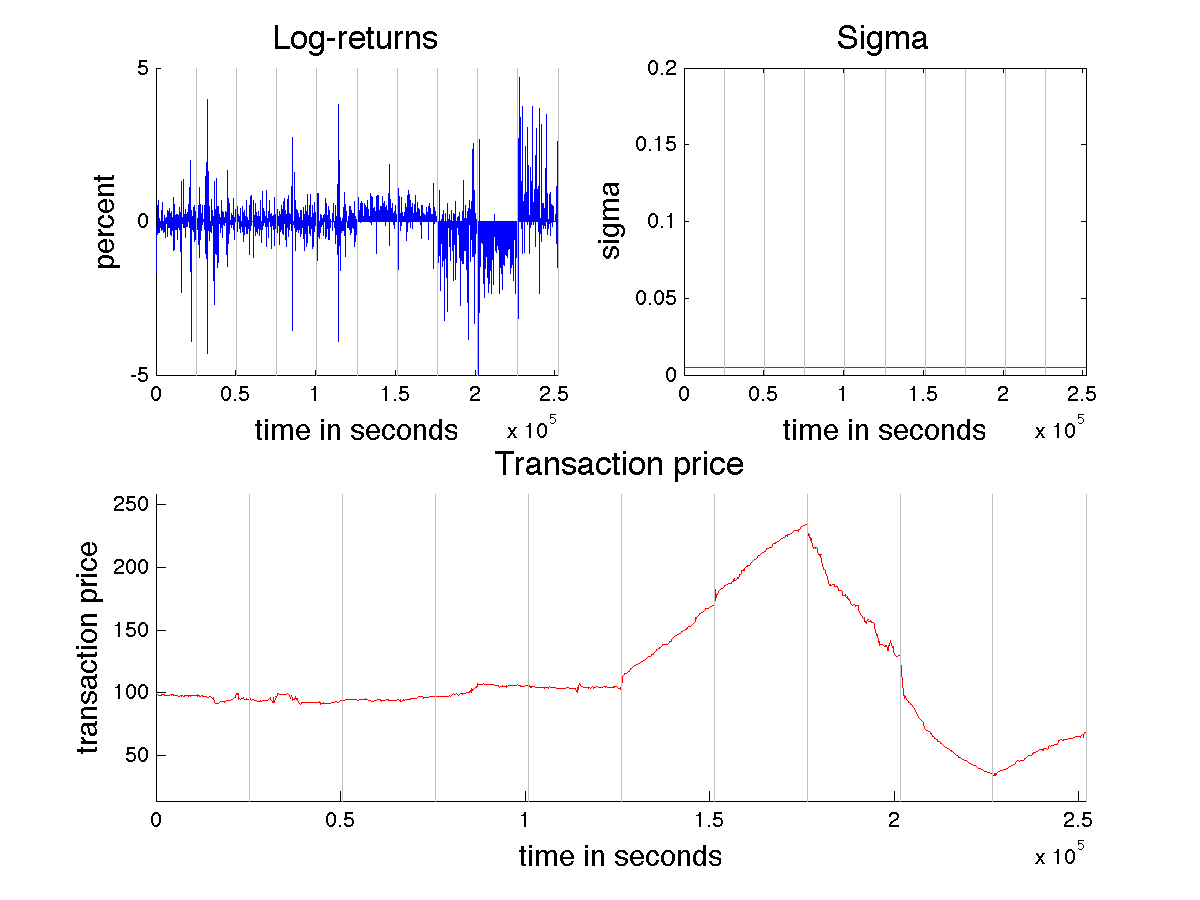 Log-returns
5
0
-5
percent
0 0.5 1 1.5 2 2.5
x 10^5
time in seconds
Sigma
0.2
0.15
0.1
0.05
0
sigma
0 0.5 1 1.5 2 2.5
x 10^5
time in seconds
Transaction price
250
200
150
100
50
transaction price
0 0.5 1 1.5 2 2.5
x 10^5
time in seconds